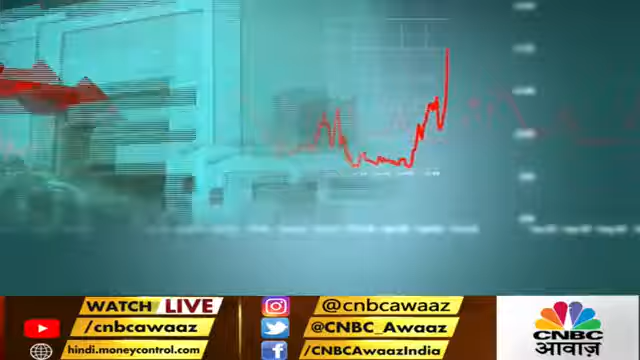 WATCH LIVE
/cnbcawaaz
hindi.moneycontrol.com
@cnbcawaaz
@CNBC_Awaaz
/CNBCAwaazIndia
CNBC
आवाज़